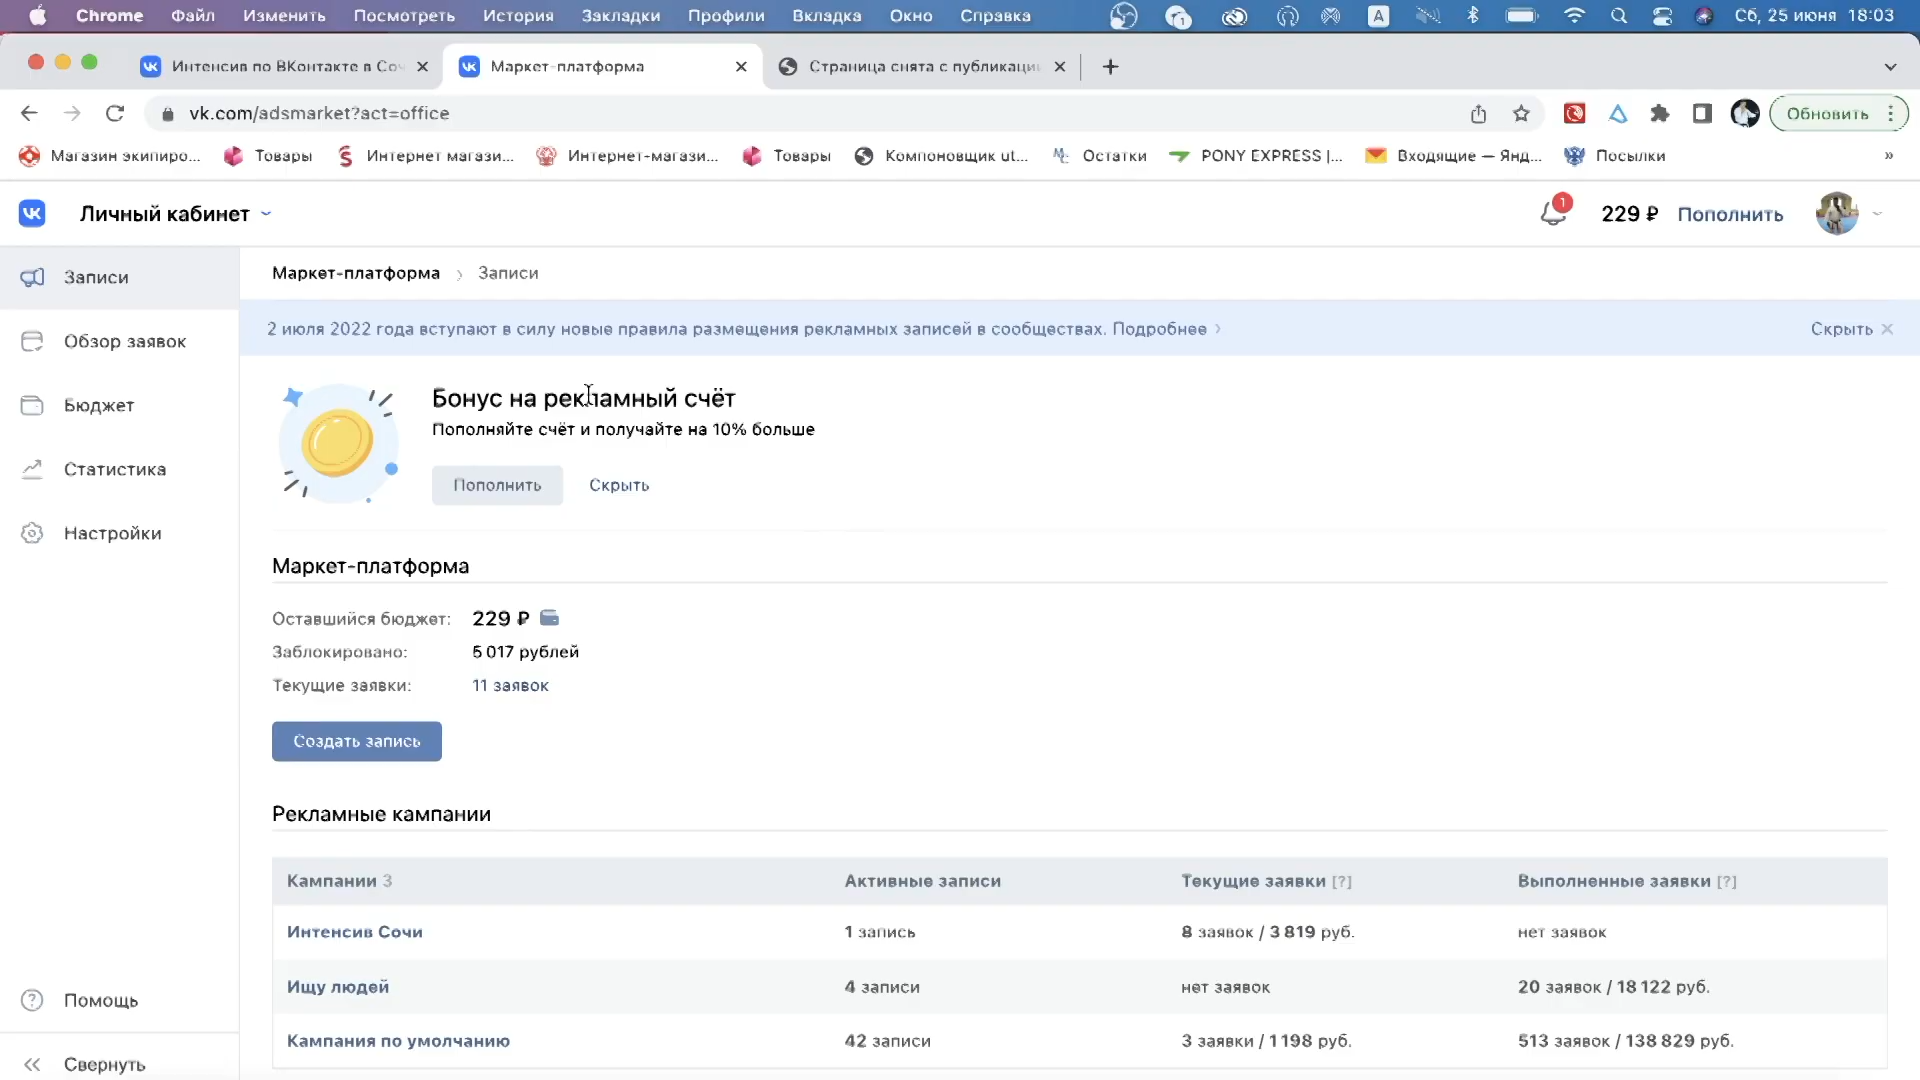 Chrome Файл Изменить Посмотреть История Закладки Профили Вкладка Окно Справка 1 A Сб, 25 июня 18:03
Интенсив по ВКонтакте в Соч Маркет-платформа Страница снята с публикаци
vk.com/adsmarket?act=office Обновить
Магазин экипиро... Товары Интернет магази... Интернет-магази... Товары Компоновщик ut... Остатки PONY EXPRESS |... Входящие — Янд... Посылки »
Личный кабинет 1 229 ₽ Пополнить
Записи
Обзор заявок
Бюджет
Статистика
Настройки
Помощь
Свернуть
Маркет-платформа › Записи
2 июля 2022 года вступают в силу новые правила размещения рекламных записей в сообществах. Подробнее › Скрыть
Бонус на рекламный счёт
Пополняйте счёт и получайте на 10% больше
Пополнить Скрыть
Маркет-платформа
Оставшийся бюджет: 229 ₽
Заблокировано: 5 017 рублей
Текущие заявки: 11 заявок
Создать запись
Рекламные кампании
Кампании 3 Активные записи Текущие заявки [?] Выполненные заявки [?]
Интенсив Сочи 1 запись 8 заявок / 3 819 руб. нет заявок
Ищу людей 4 записи нет заявок 20 заявок / 18 122 руб.
Кампания по умолчанию 42 записи 3 заявки / 1 198 руб. 513 заявок / 138 829 руб.